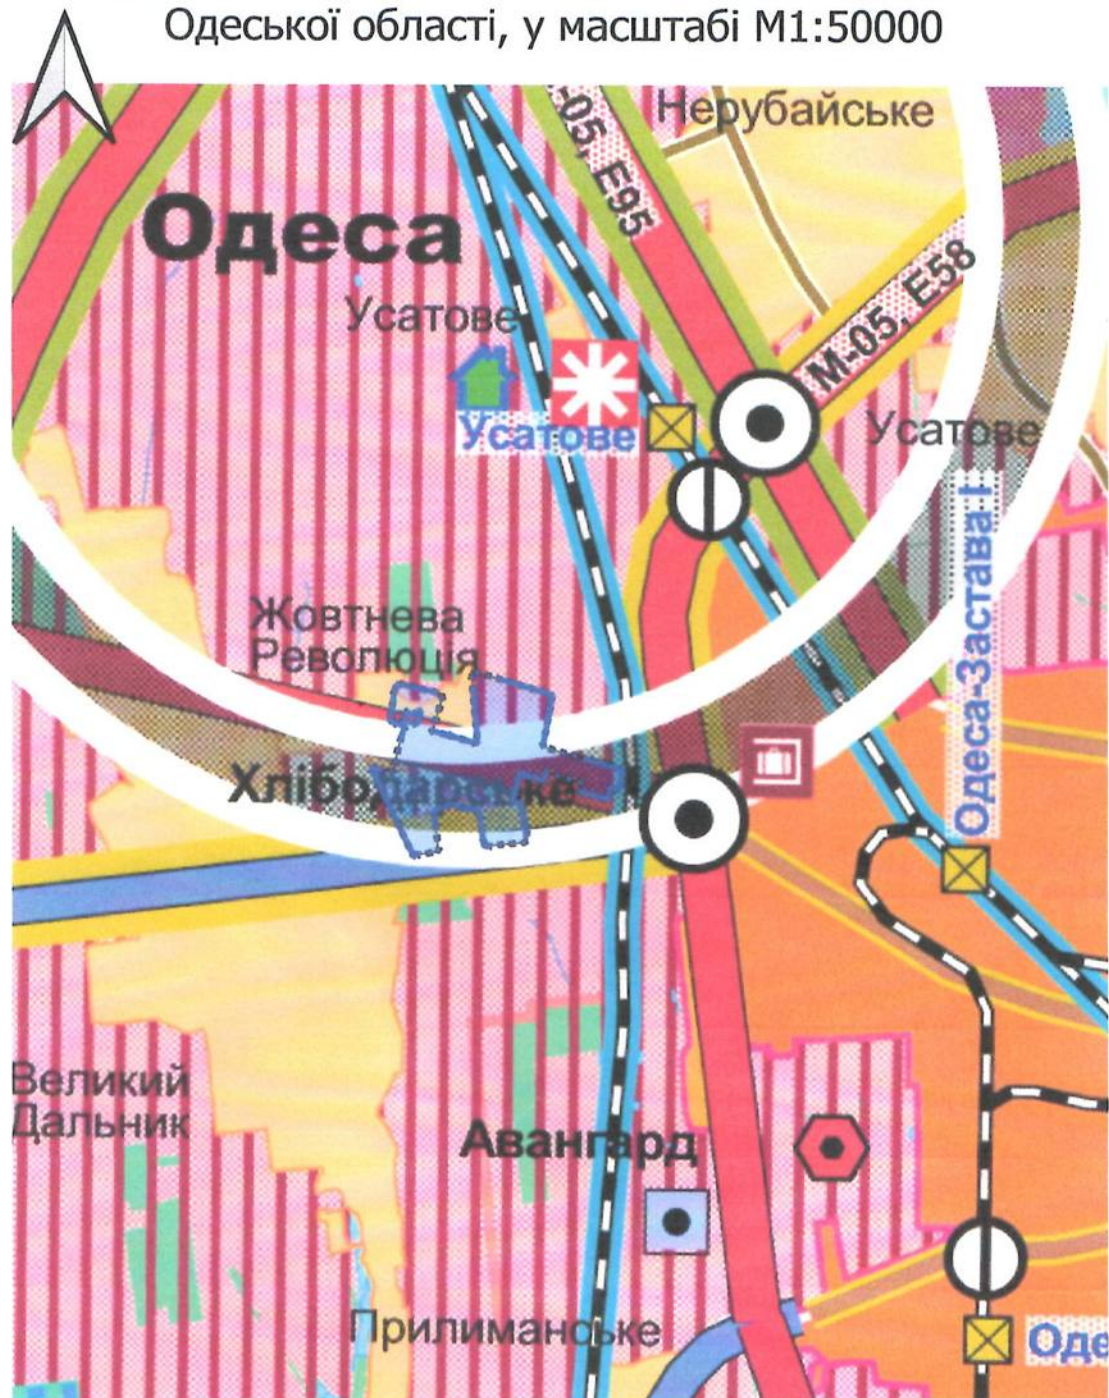 Одеської області, у масштабі М1:50000
Нерубайське
-05, Е95
Одеса
М-05, Е58
Усатове
Усатове
Усатове
Одеса-Застава І
Жовтнева
Революція
Хлібодарське
Великий
Дальник
Авангард
Прилиманське
Оде